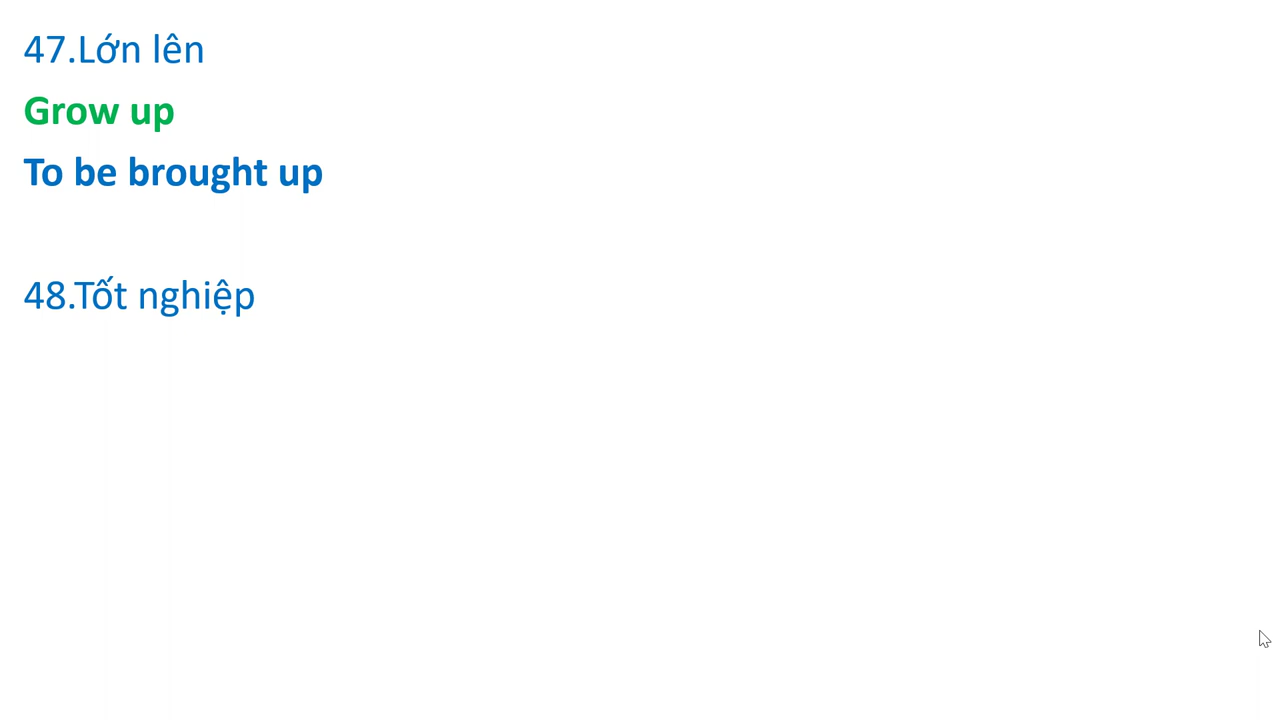 47.Lớn lên
Grow up
To be brought up
48.Tốt nghiệp